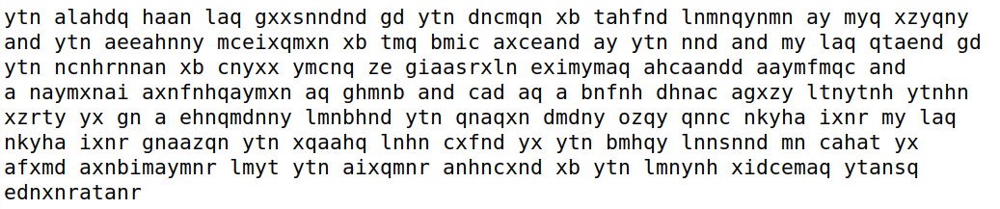 ytn alahdq haan laq gxxsnndnd gd ytn dncmqn xb tahfnd lnmnqynmn ay myq xzyqny
and ytn aeeahnny mceixqmxn xb tmq bmic axceand ay ytn nnd and my laq qtaend gd
ytn ncnhrnnan xb cnyxx ymcnq ze giaasrxln eximymaq ahcaandd aaymfmqc and
a naymxnai axnfnhqaymxn aq ghmnb and cad aq a bnfnh dhnac agxzy ltnytnh ytnhn
xzrty yx gn a ehnqmdnny lmnbhnd ytn qnaqxn dmdny ozqy qnnc nkyha ixnr my laq
nkyha ixnr gnaazqn ytn xqaahq lnhn cxfnd yx ytn bmhqy lnnsnnd mn cahat yx
afxmd axnbimaymnr lmyt ytn aixqmnr anhncxnd xb ytn lmnynh xidcemaq ytansq
ednxnratanr